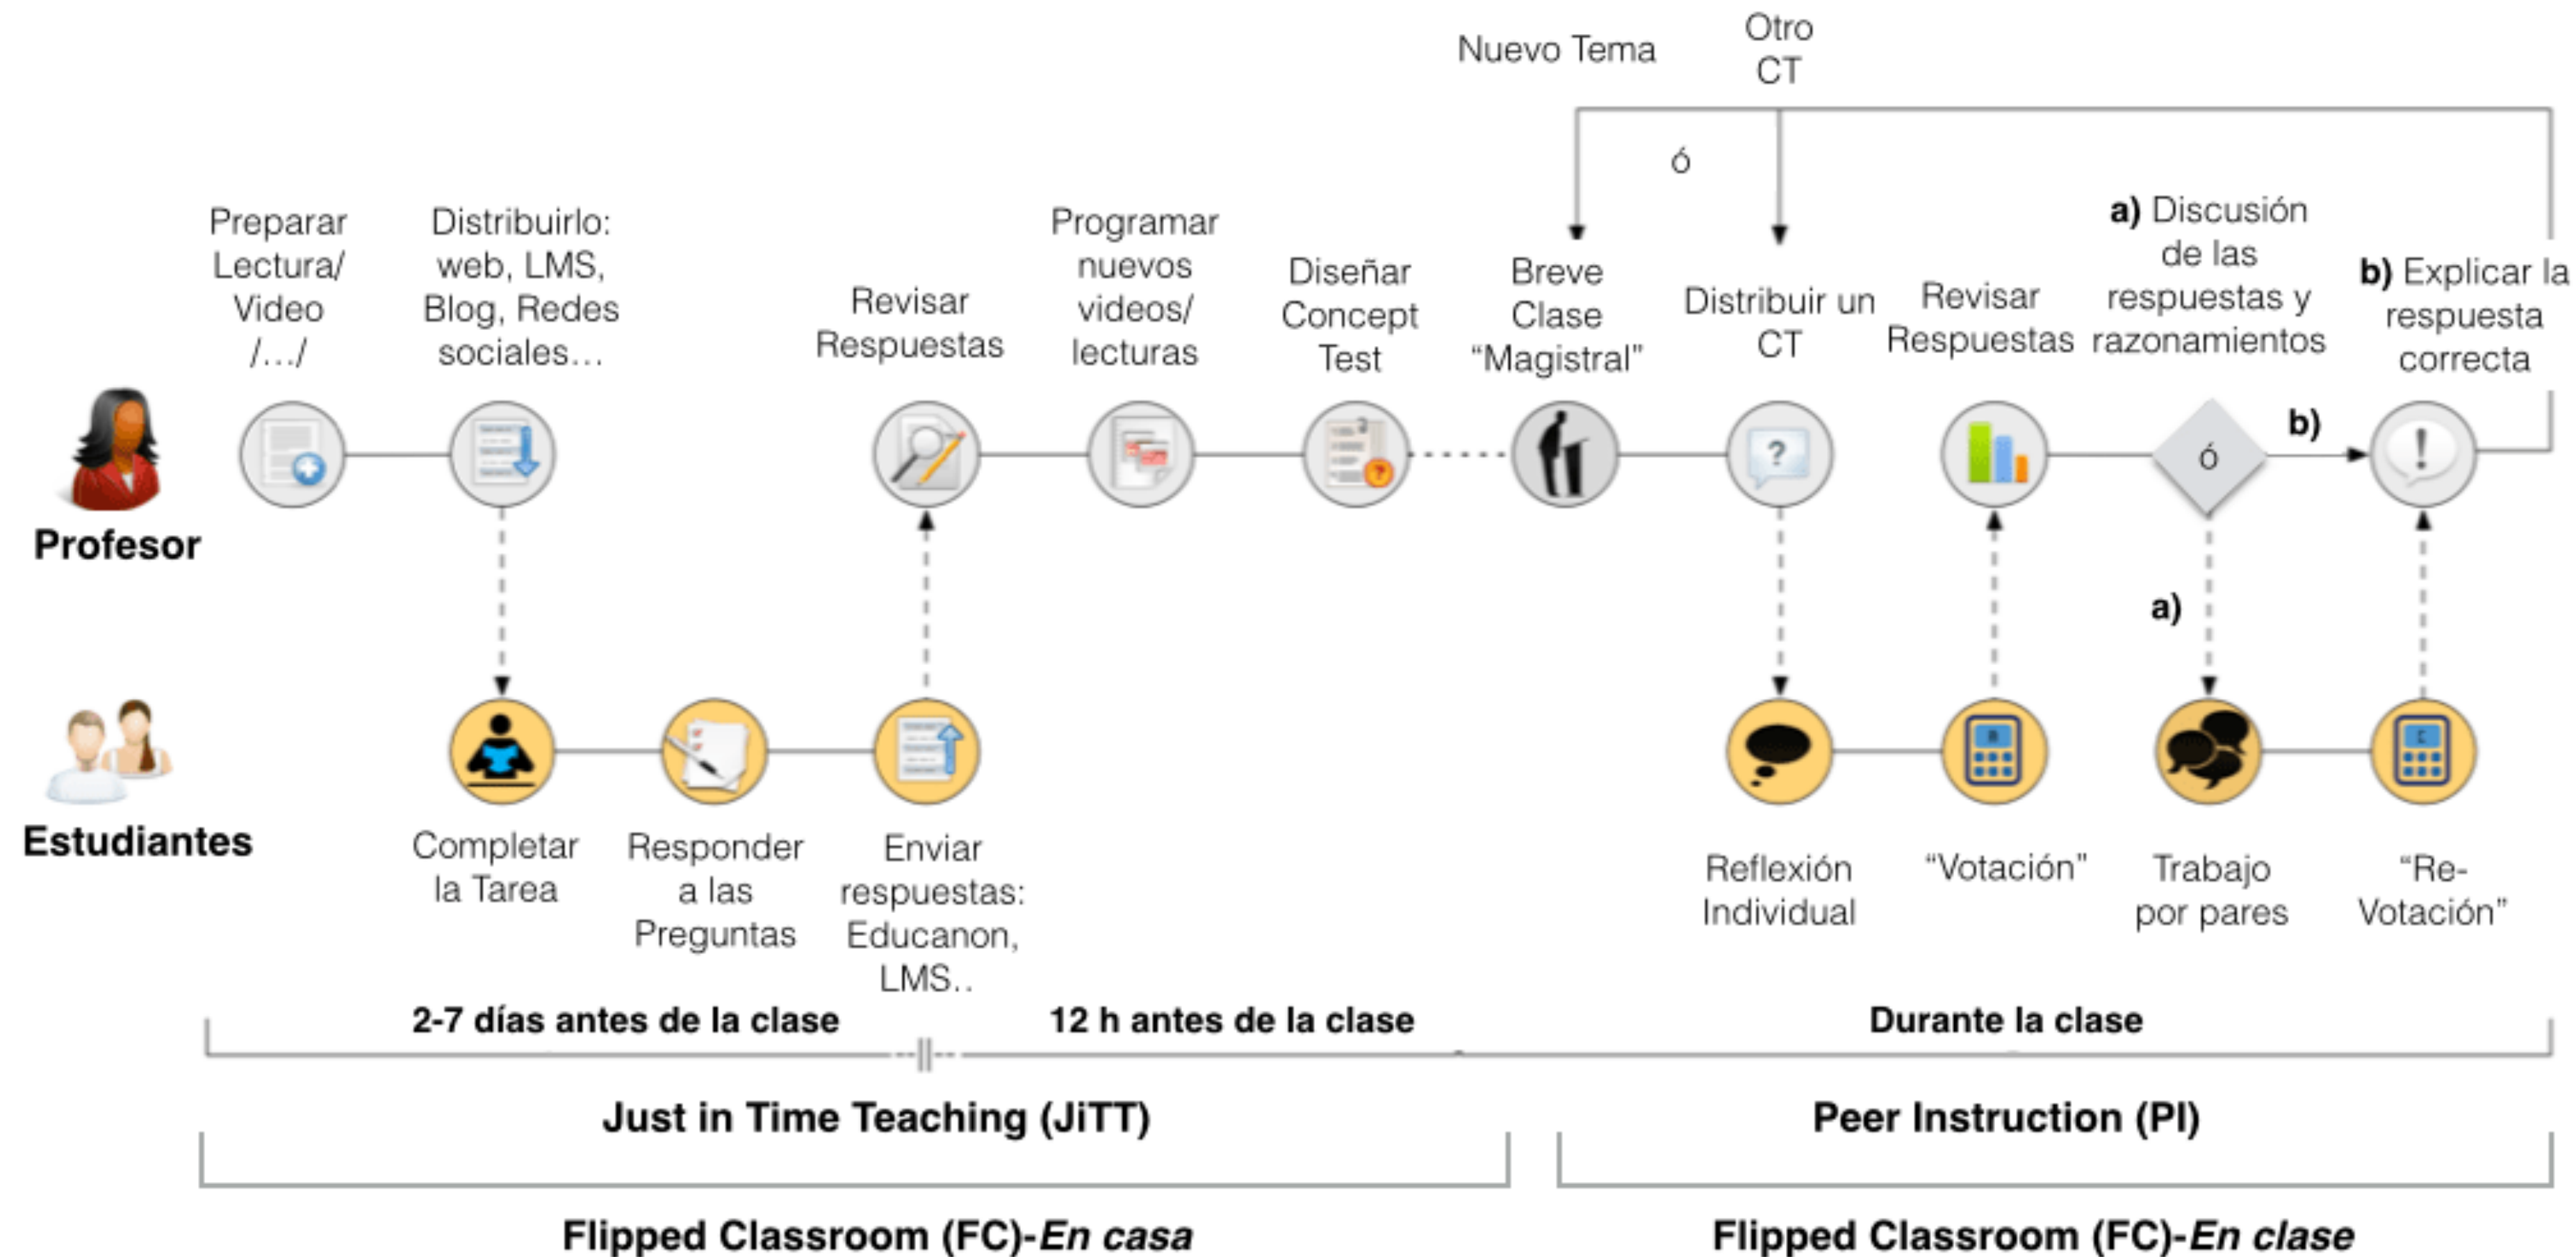 Nuevo Tema
Otro
CT
ó
Preparar
Lectura/
Video
/.../
Distribuirlo:
web, LMS,
Blog, Redes
sociales...
Revisar
Respuestas
Programar
nuevos
videos/
lecturas
Diseñar
Concept
Test
Breve
Clase
“Magistral”
Distribuir un
CT
Revisar
Respuestas
a) Discusión
de las
respuestas y
razonamientos
b) Explicar la
respuesta
correcta
?
?
ó
b)
!
Profesor
a)
B
C
Estudiantes
Completar
la Tarea
Responder
a las
Preguntas
Enviar
respuestas:
Educanon,
LMS..
Reflexión
Individual
“Votación”
Trabajo
por pares
“Re-
Votación”
2-7 días antes de la clase
12 h antes de la clase
Durante la clase
Just in Time Teaching (JiTT)
Peer Instruction (PI)
Flipped Classroom (FC)-En casa
Flipped Classroom (FC)-En clase